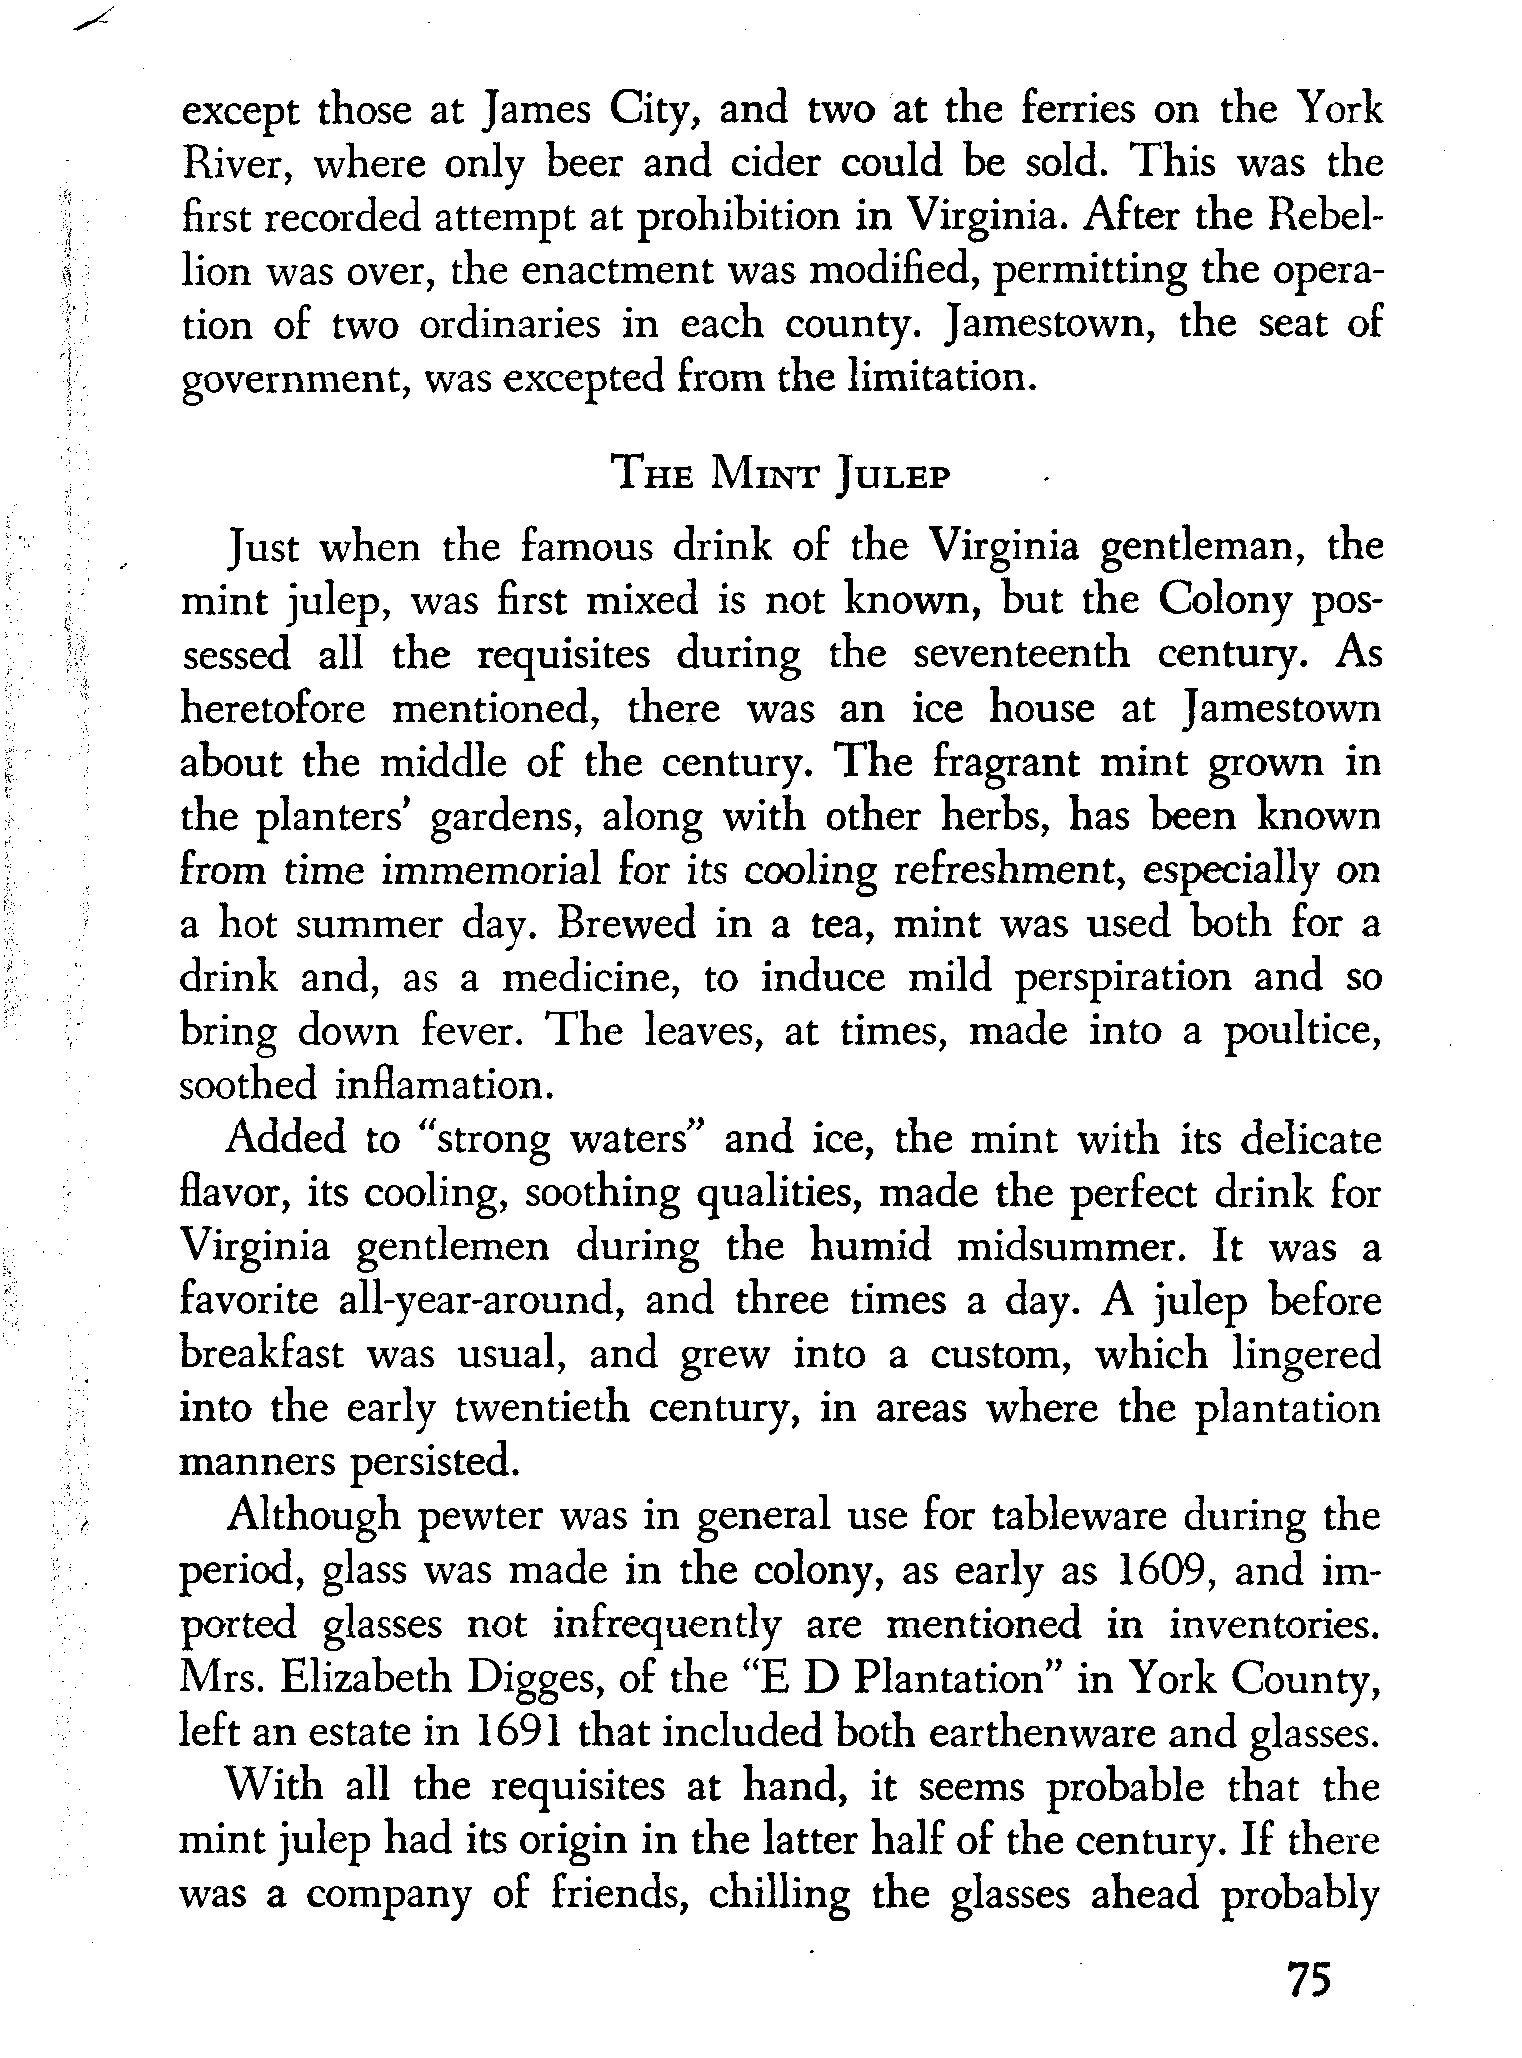 except those at James City, and two at the ferries on the York
River, where only beer and cider could be sold. This was the
first recorded attempt at prohibition in Virginia. After the Rebel-
lion was over, the enactment was modified, permitting the opera-
tion of two ordinaries in each county. Jamestown, the seat of
government, was excepted from the limitation.
THE MINT JULEP
Just when the famous drink of the Virginia gentleman, the
mint julep, was first mixed is not known, but the Colony pos-
sessed all the requisites during the seventeenth century. As
heretofore mentioned, there was an ice house at Jamestown
about the middle of the century. The fragrant mint grown in
the planters' gardens, along with other herbs, has been known
from time immemorial for its cooling refreshment, especially on
a hot summer day. Brewed in a tea, mint was used both for a
drink and, as a medicine, to induce mild perspiration and so
bring down fever. The leaves, at times, made into a poultice,
soothed inflamation.
Added to "strong waters" and ice, the mint with its delicate
flavor, its cooling, soothing qualities, made the perfect drink for
Virginia gentlemen during the humid midsummer. It was a
favorite all-year-around, and three times a day. A julep before
breakfast was usual, and grew into a custom, which lingered
into the early twentieth century, in areas where the plantation
manners persisted.
Although pewter was in general use for tableware during the
period, glass was made in the colony, as early as 1609, and im-
ported glasses not infrequently are mentioned in inventories.
Mrs. Elizabeth Digges, of the "E D Plantation" in York County,
left an estate in 1691 that included both earthenware and glasses.
With all the requisites at hand, it seems probable that the
mint julep had its origin in the latter half of the century. If there
was a company of friends, chilling the glasses ahead probably
75